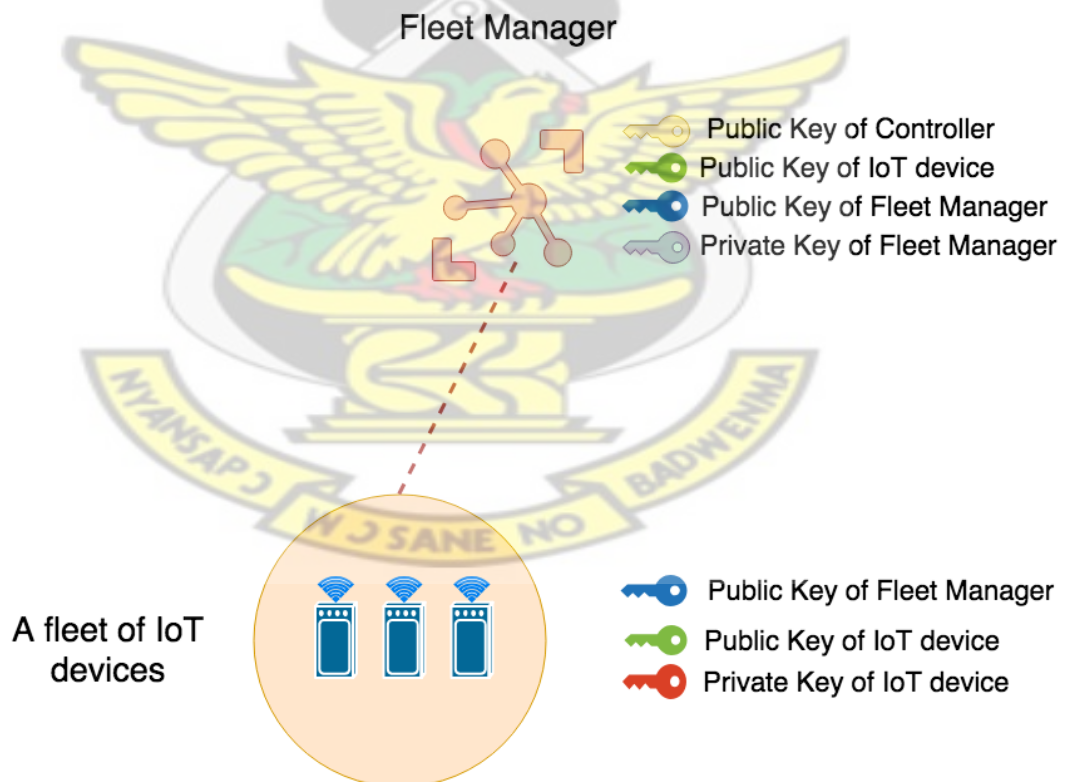 Fleet Manager
Public Key of Controller
Public Key of IoT device
Public Key of Fleet Manager
Private Key of Fleet Manager
NYANSAPƆ
WƆSANE NO
BADWENMA
A fleet of IoT
devices
Public Key of Fleet Manager
Public Key of IoT device
Private Key of IoT device